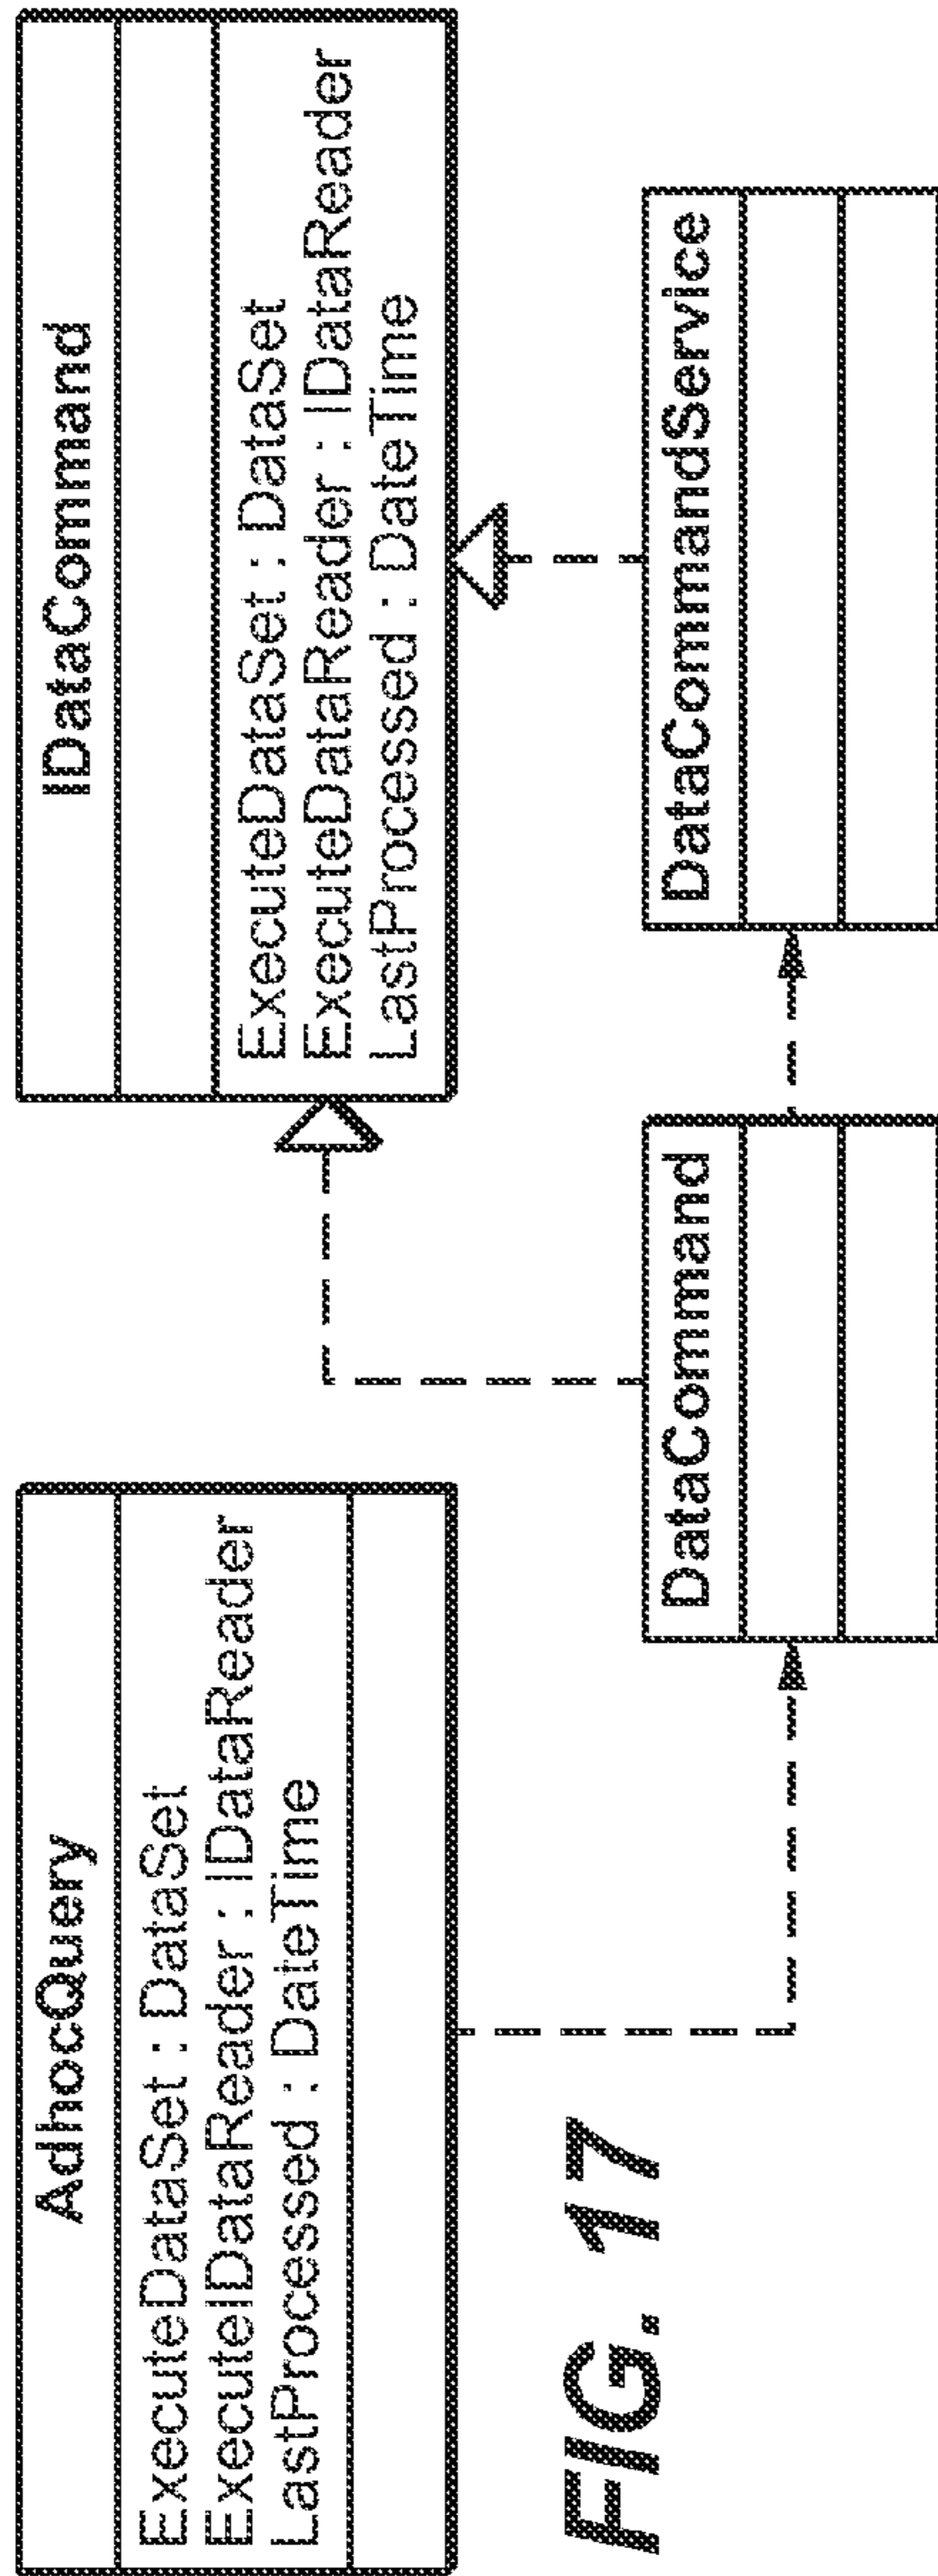 AdhocQuery
ExecuteDataSet : DataSet
ExecuteIDataReader : IDataReader
LastProcessed : DateTime
IDataCommand
ExecuteDataSet : DataSet
ExecuteDataReader : IDataReader
LastProcessed : DateTime
DataCommand
DataCommandService
FIG. 17